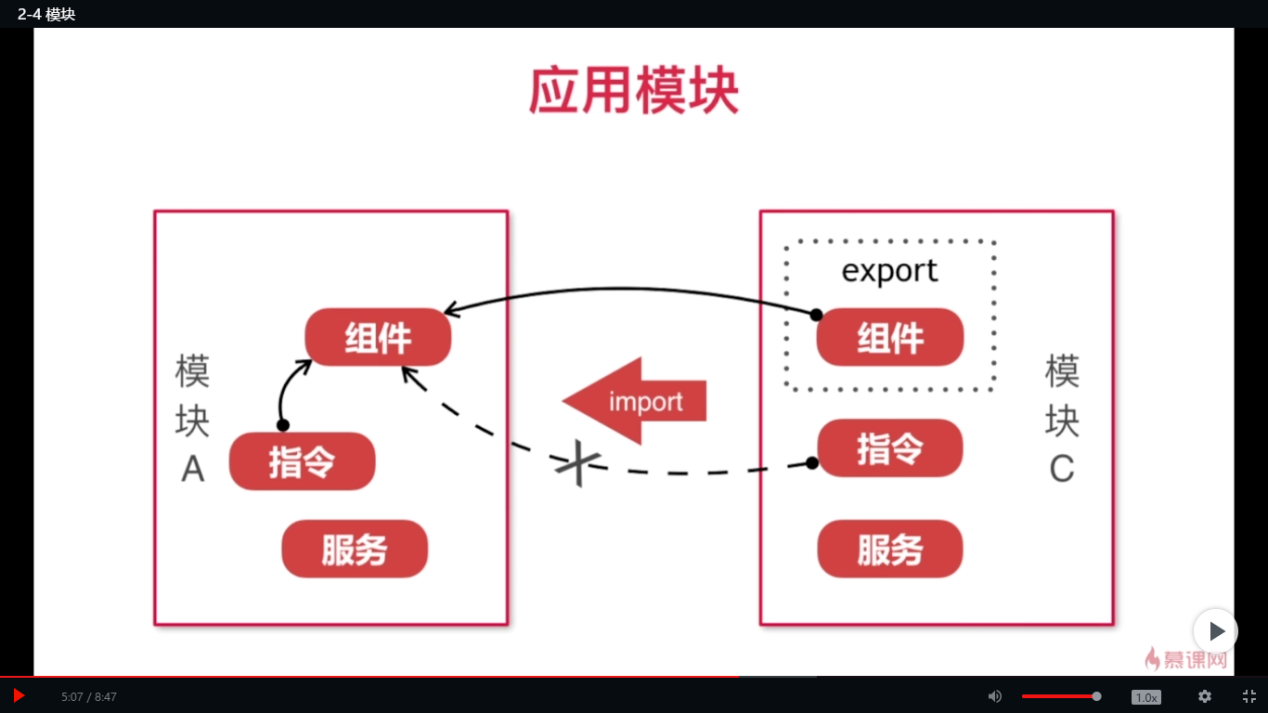 2-4 模块
应用模块
模
块
A
组件
指令
服务
import
export
组件
指令
服务
模
块
C
慕课网
5:07 / 8:47
1.0x